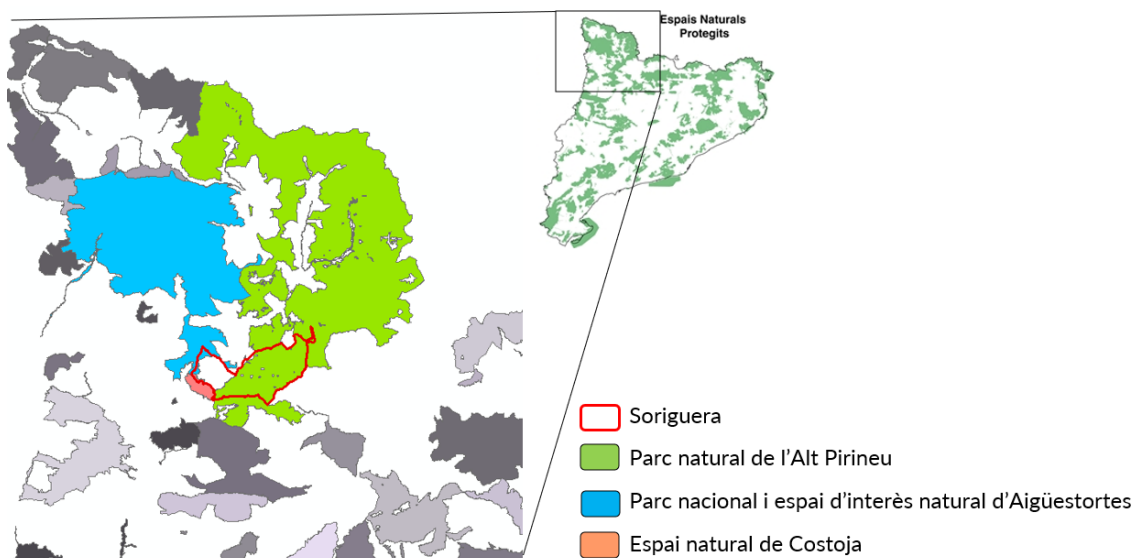 Espais Naturals
Protegits
Soriguera
Parc natural de l'Alt Pirineu
Parc nacional i espai d'interès natural d'Aigüestortes
Espai natural de Costoja